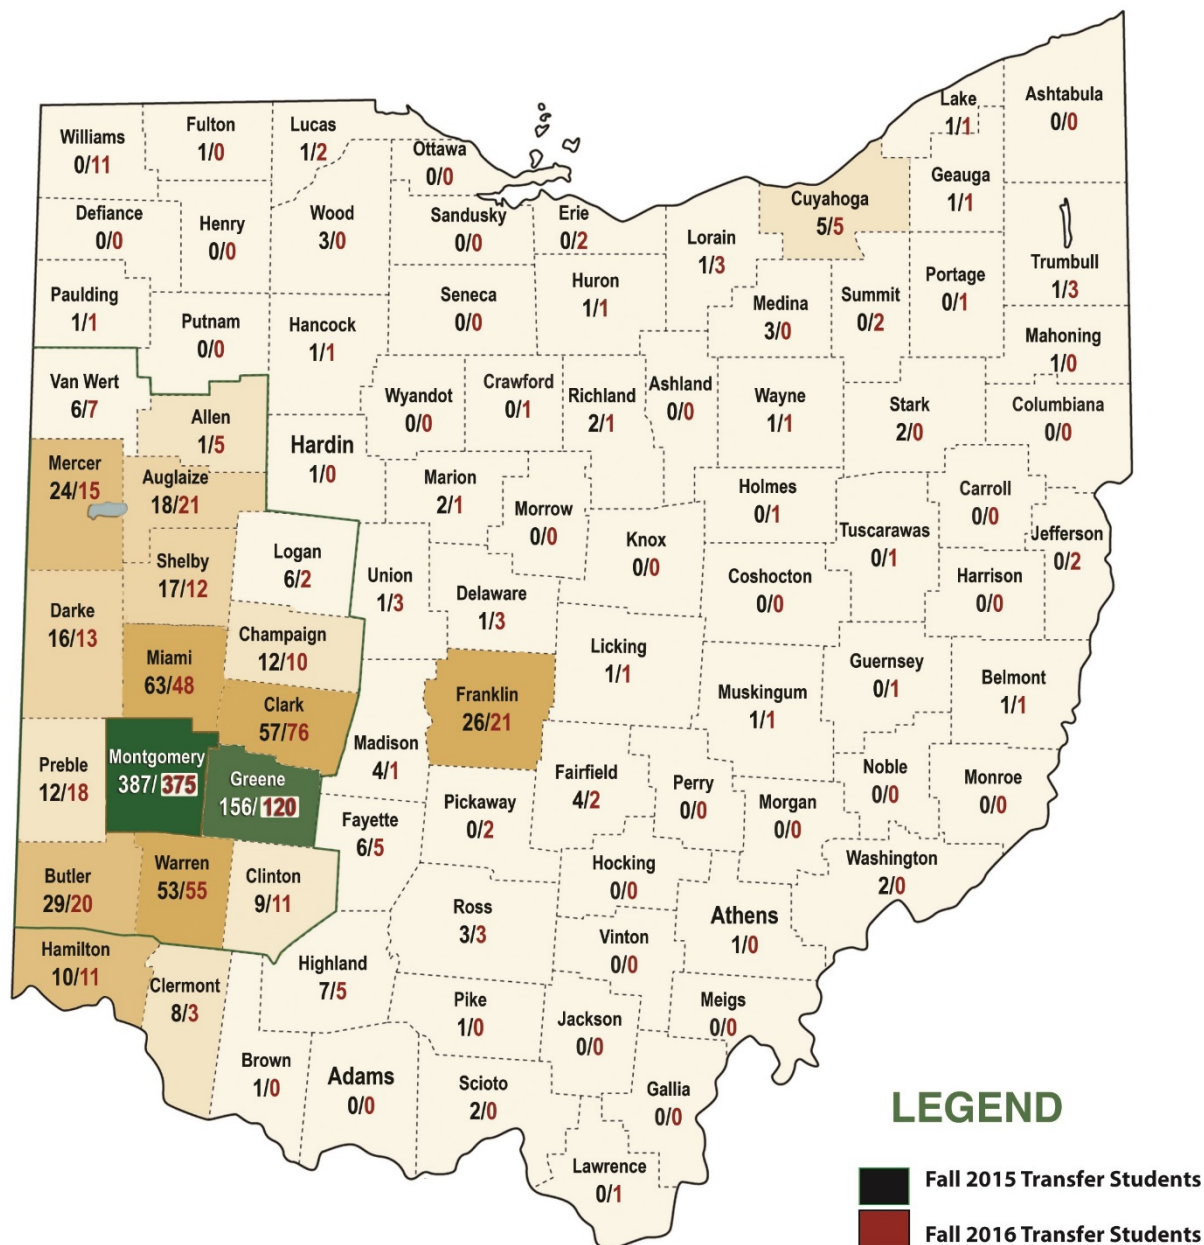 Williams
0/11
Fulton
1/0
Lucas
1/2
Ottawa
0/0
Lake
1/1
Ashtabula
0/0
Geauga
1/1
Cuyahoga
5/5
Defiance
0/0
Henry
0/0
Wood
3/0
Sandusky
0/0
Erie
0/2
Lorain
1/3
Trumbull
1/3
Portage
0/1
Summit
0/2
Medina
3/0
Huron
1/1
Seneca
0/0
Paulding
1/1
Putnam
0/0
Hancock
1/1
Mahoning
1/0
Van Wert
6/7
Allen
1/5
Wyandot
0/0
Crawford
0/1
Richland
2/1
Ashland
0/0
Wayne
1/1
Stark
2/0
Columbiana
0/0
Hardin
1/0
Mercer
24/15
Auglaize
18/21
Marion
2/1
Morrow
0/0
Holmes
0/1
Carroll
0/0
Tuscarawas
0/1
Jefferson
0/2
Knox
0/0
Logan
6/2
Shelby
17/12
Union
1/3
Delaware
1/3
Coshocton
0/0
Harrison
0/0
Darke
16/13
Champaign
12/10
Miami
63/48
Licking
1/1
Guernsey
0/1
Belmont
1/1
Muskingum
1/1
Franklin
26/21
Clark
57/76
Madison
4/1
Montgomery
387/ 375
Greene
156/ 120
Preble
12/18
Fairfield
4/2
Perry
0/0
Noble
0/0
Monroe
0/0
Morgan
0/0
Pickaway
0/2
Fayette
6/5
Washington
2/0
Hocking
0/0
Warren
53/55
Clinton
9/11
Butler
29/20
Ross
3/3
Athens
1/0
Vinton
0/0
Hamilton
10/11
Highland
7/5
Clermont
8/3
Pike
1/0
Jackson
0/0
Meigs
0/0
Brown
1/0
Adams
0/0
Scioto
2/0
Gallia
0/0
Lawrence
0/1
LEGEND
Fall 2015 Transfer Students
Fall 2016 Transfer Students